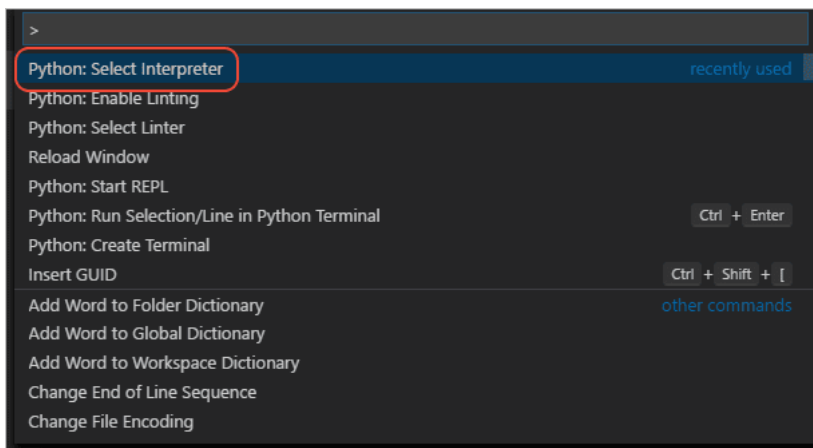 >
Python: Select Interpreter recently used
Python: Enable Linting
Python: Select Linter
Reload Window
Python: Start REPL
Python: Run Selection/Line in Python Terminal Ctrl + Enter
Python: Create Terminal
Insert GUID Ctrl + Shift + [
Add Word to Folder Dictionary other commands
Add Word to Global Dictionary
Add Word to Workspace Dictionary
Change End of Line Sequence
Change File Encoding